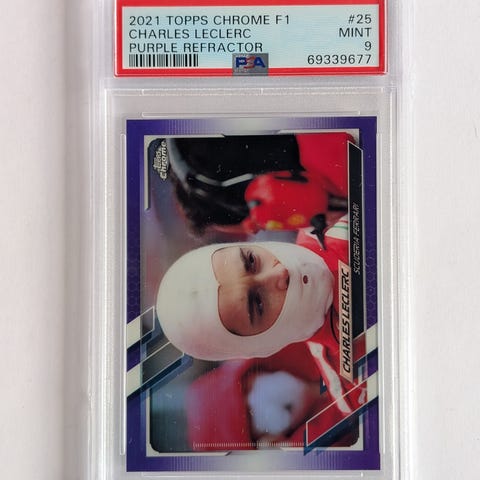 2021 TOPPS CHROME F1 #25
CHARLES LECLERC MINT
PURPLE REFRACTOR 9
PSA 69339677
Topps Chrome
CHARLES LECLERC
SCUDERIA FERRARI